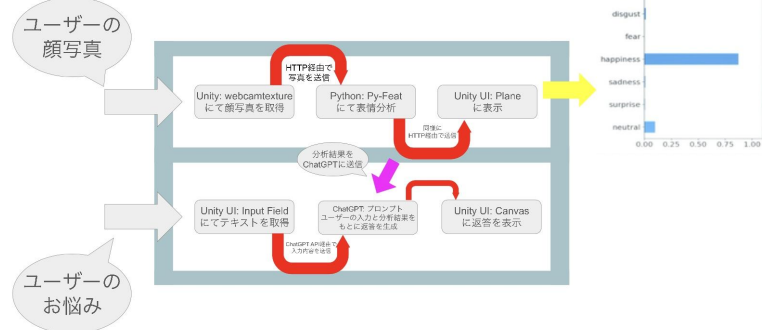 ユーザーの
顔写真
HTTP経由で
写真を送信
Unity: webcamtexture
にて顔写真を取得
Python: Py-Feat
にて表情分析
Unity UI: Plane
に表示
同様に
HTTP経由で送信
分析結果を
ChatGPTに送信
Unity UI: Input Field
にてテキストを取得
ChatGPT: プロンプト
ユーザーの入力と分析結果を
もとに返答を生成
Unity UI: Canvas
に返答を表示
ChatGPT API経由で
入力内容を送信
ユーザーの
お悩み
disgust
fear
happiness
sadness
surprise
neutral
0.00 0.25 0.50 0.75 1.00